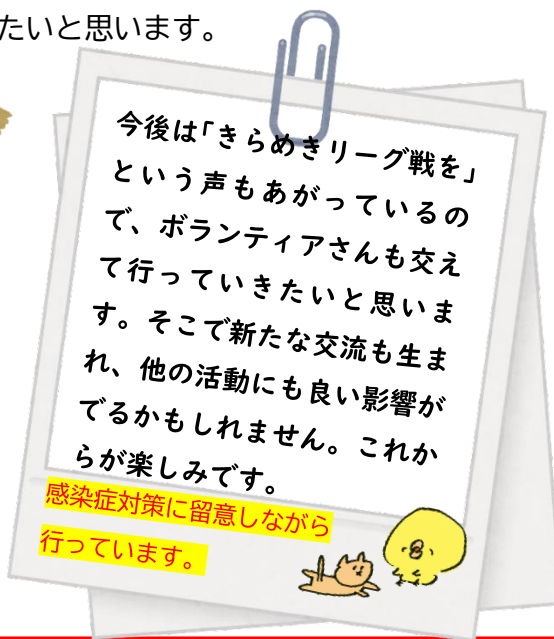 たいと思います。
今後は「きらめきリーグ戦を」
という声もあがっているの
で、ボランティアさんも交え
て行っていきたいと思いま
す。そこで新たな交流も生ま
れ、他の活動にも良い影響が
でるかもしれません。これか
らが楽しみです。
感染症対策に留意しながら
行っています。